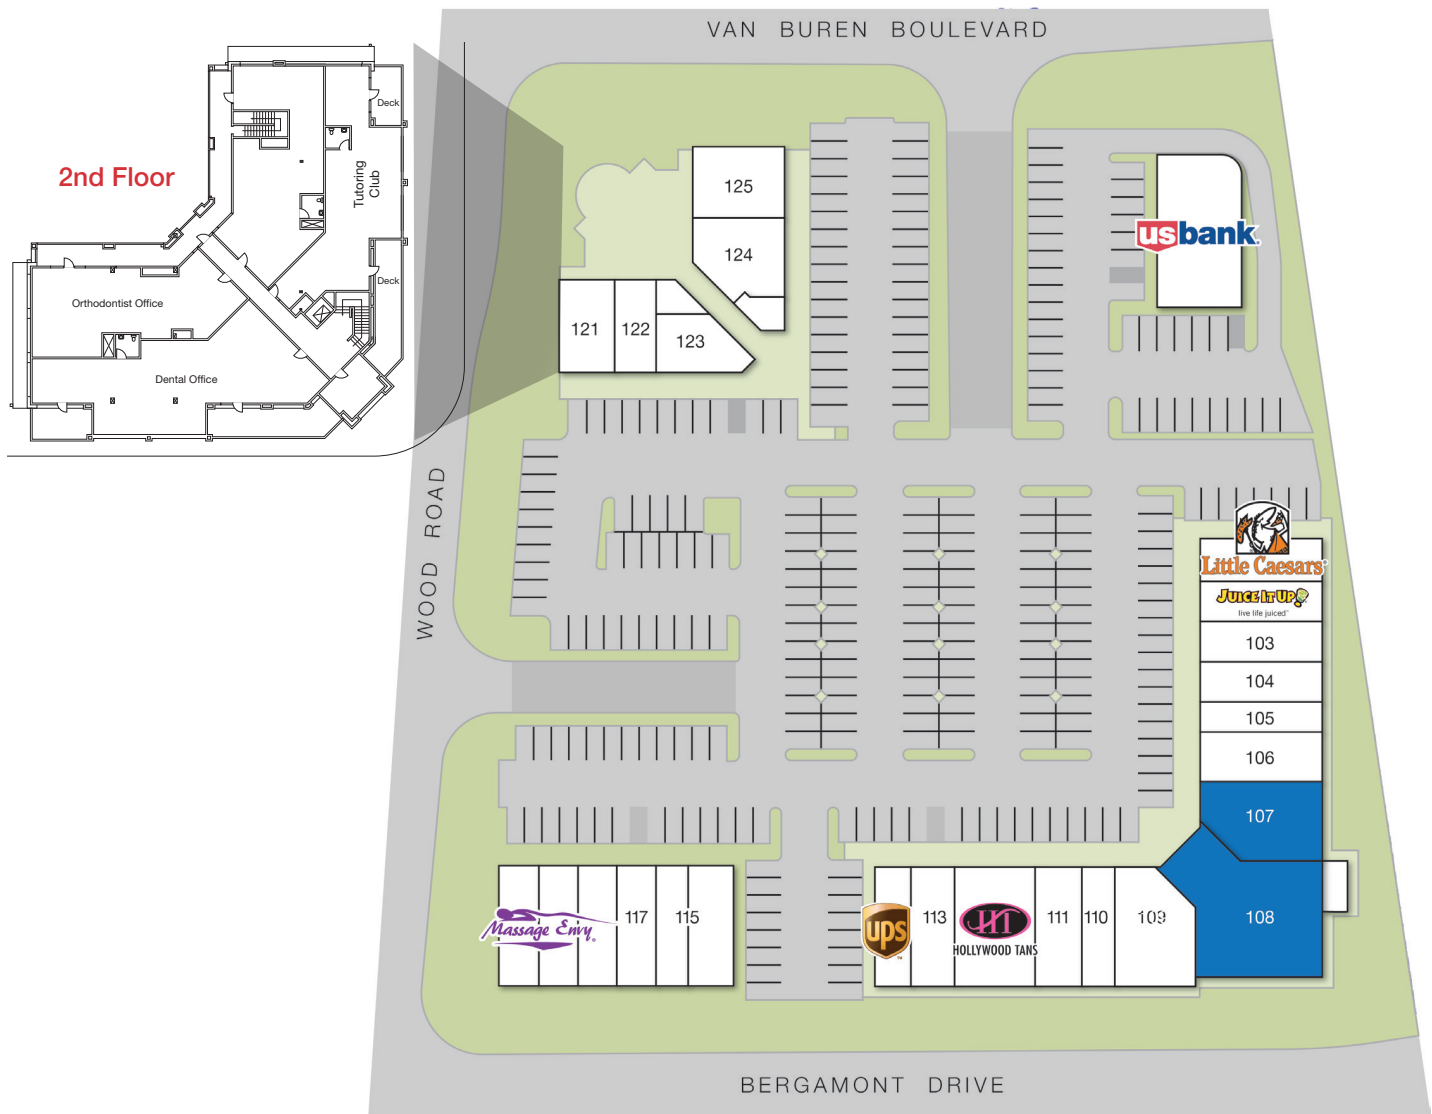 VAN BUREN BOULEVARD
2nd Floor
Deck
Tutoring
Club
Deck
Orthodontist Office
Dental Office
125
124
121
122
123
usbank
WOOD ROAD
Little Caesars
JUICE IT UP!
live life juiced
103
104
105
106
107
108
Massage Envy
117
115
ups
113
HT
HOLLYWOOD TANS
111
110
109
BERGAMONT DRIVE